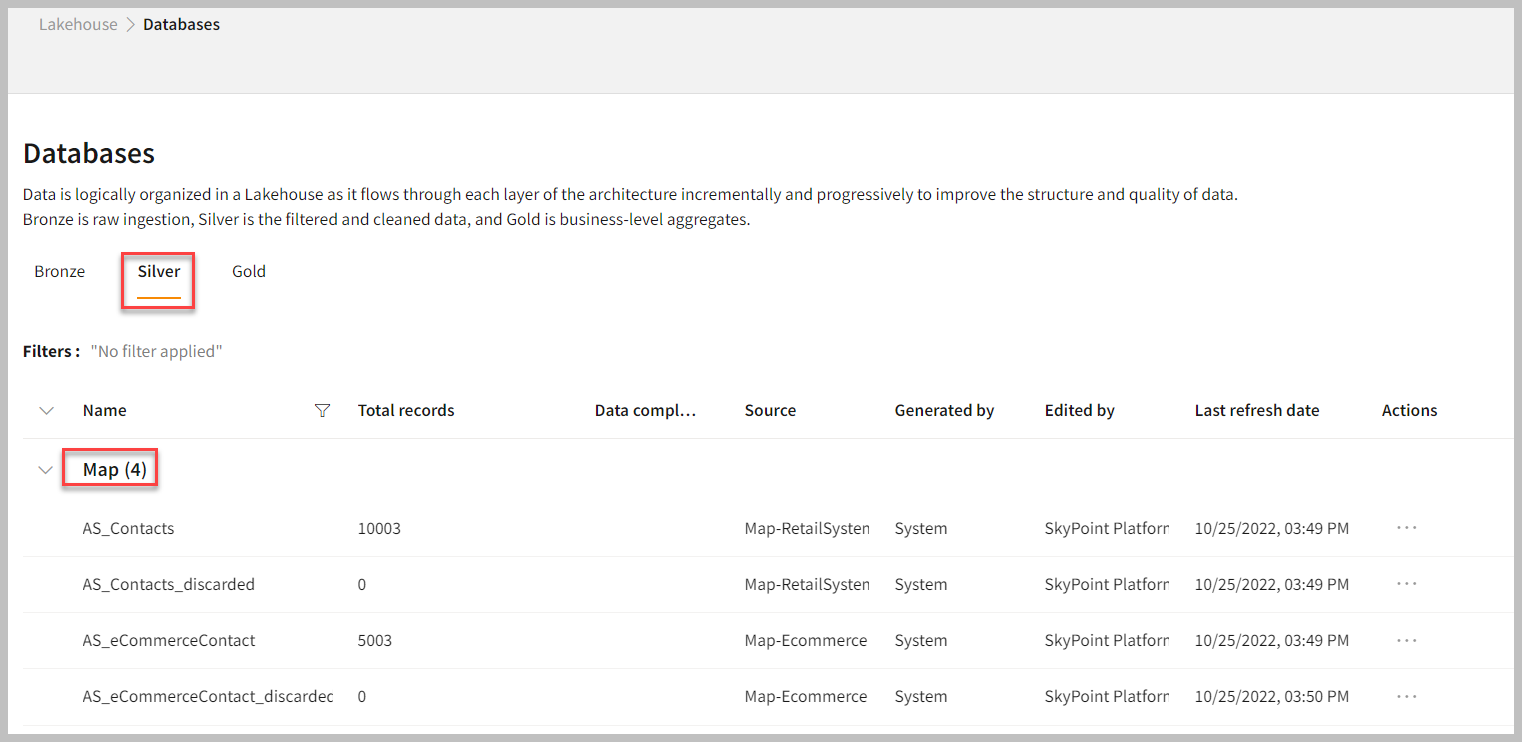 Lakehouse > Databases
Databases
Data is logically organized in a Lakehouse as it flows through each layer of the architecture incrementally and progressively to improve the structure and quality of data.
Bronze is raw ingestion, Silver is the filtered and cleaned data, and Gold is business-level aggregates.
Bronze Silver Gold
Filters : "No filter applied"
Name Total records Data compl... Source Generated by Edited by Last refresh date Actions
Map (4)
AS_Contacts 10003 Map-RetailSysten System SkyPoint Platforr 10/25/2022, 03:49 PM ...
AS_Contacts_discarded 0 Map-RetailSysten System SkyPoint Platforr 10/25/2022, 03:49 PM ...
AS_eCommerceContact 5003 Map-Ecommerce System SkyPoint Platforr 10/25/2022, 03:49 PM ...
AS_eCommerceContact_discardec 0 Map-Ecommerce System SkyPoint Platforr 10/25/2022, 03:50 PM ...